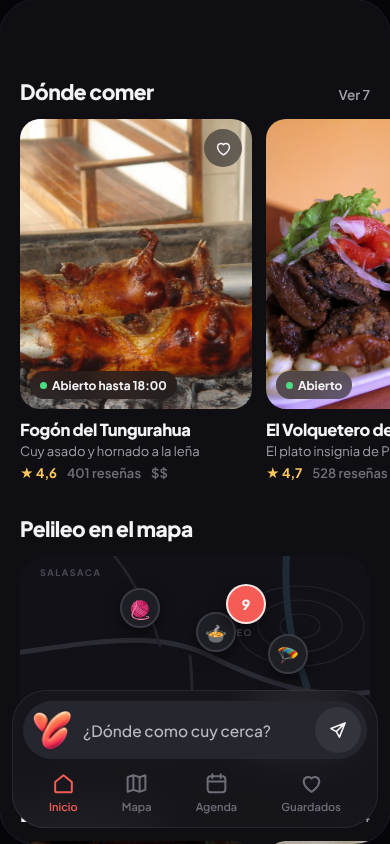 Dónde comer
Ver 7
Abierto hasta 18:00
Abierto
Fogón del Tungurahua
El Volquetero de
Cuy asado y hornado a la leña
El plato insignia de P
★ 4,6 401 reseñas $$
★ 4,7 528 reseñas
Pelileo en el mapa
SALASACA
9
EO
¿Dónde como cuy cerca?
Inicio
Mapa
Agenda
Guardados